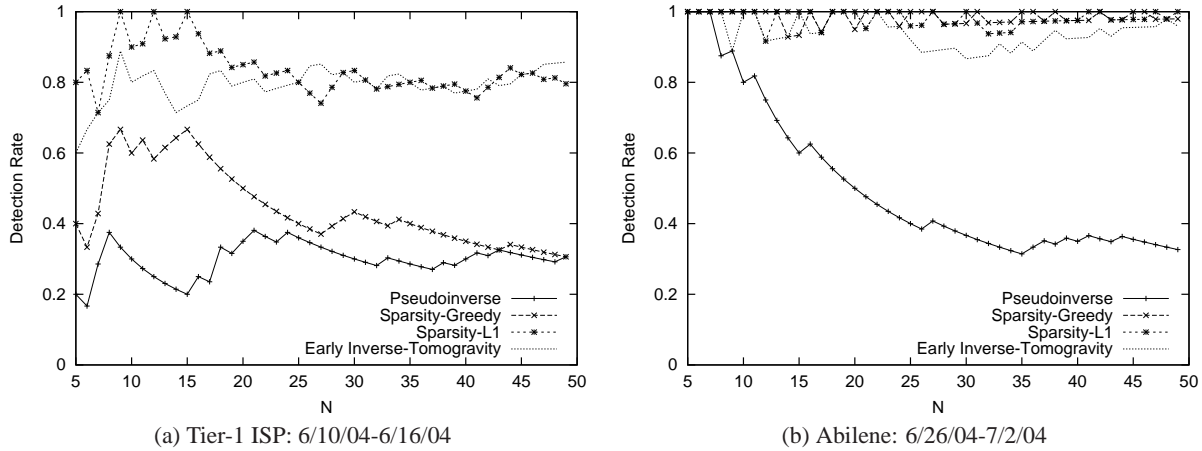 1
0.8
0.6
0.4
0.2
0
Detection Rate
5 10 15 20 25 30 35 40 45 50
N
Pseudoinverse
Sparsity-Greedy
Sparsity-L1
Early Inverse-Tomogravity
(a) Tier-1 ISP: 6/10/04-6/16/04
1
0.8
0.6
0.4
0.2
0
Detection Rate
5 10 15 20 25 30 35 40 45 50
N
Pseudoinverse
Sparsity-Greedy
Sparsity-L1
Early Inverse-Tomogravity
(b) Abilene: 6/26/04-7/2/04